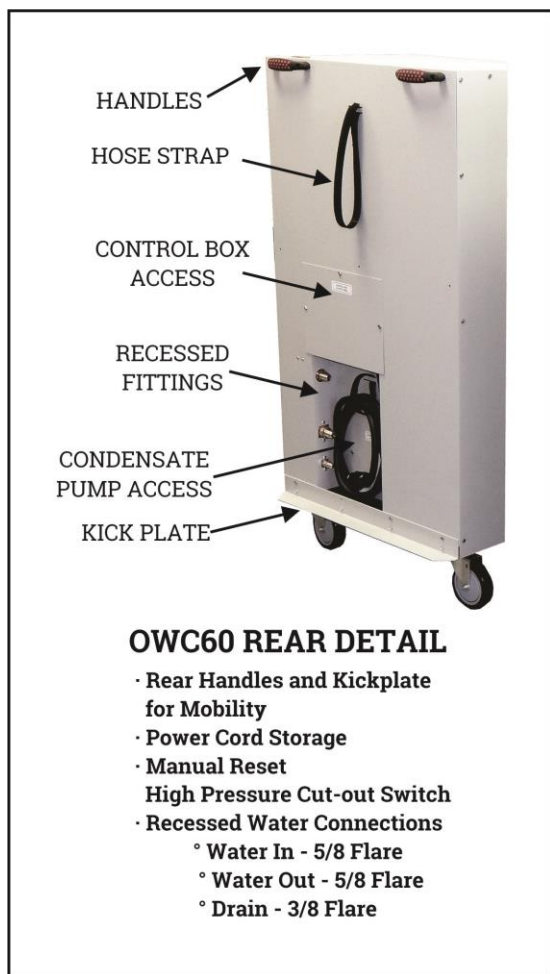 HANDLES
HOSE STRAP
CONTROL BOX
ACCESS
RECESSED
FITTINGS
CONDENSATE
PUMP ACCESS
KICK PLATE
OWC60 REAR DETAIL
· Rear Handles and Kickplate
for Mobility
· Power Cord Storage
· Manual Reset
High Pressure Cut-out Switch
· Recessed Water Connections
° Water In - 5/8 Flare
° Water Out - 5/8 Flare
° Drain - 3/8 Flare